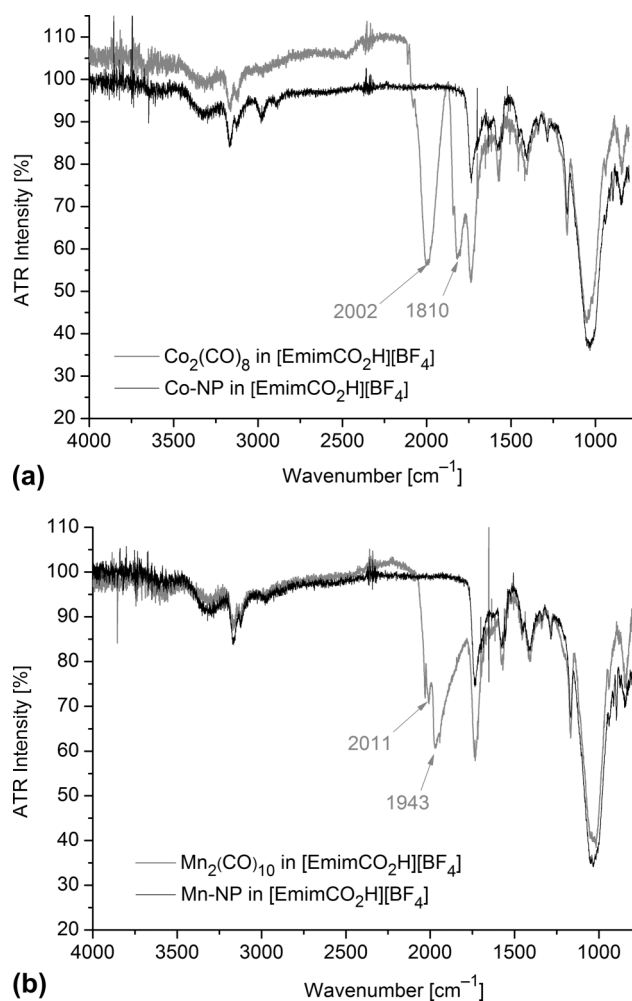 110
100
90
80
70
60
50
40
30
20
ATR Intensity [%]
2002
1810
Co₂(CO)₈ in [EmimCO₂H][BF₄]
Co-NP in [EmimCO₂H][BF₄]
4000 3500 3000 2500 2000 1500 1000
Wavenumber [cm⁻¹]
(a)
110
100
90
80
70
60
50
40
30
20
ATR Intensity [%]
2011
1943
Mn₂(CO)₁₀ in [EmimCO₂H][BF₄]
Mn-NP in [EmimCO₂H][BF₄]
4000 3500 3000 2500 2000 1500 1000
Wavenumber [cm⁻¹]
(b)